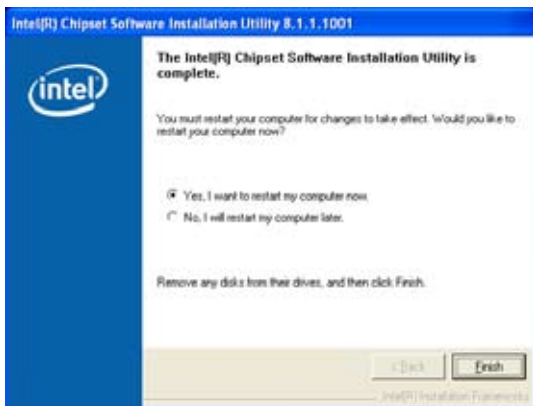 Intel(R) Chipset Software Installation Utility 8.1.1.1001
intel
The Intel(R) Chipset Software Installation Utility is
complete.
You must restart your computer for changes to take effect. Would you like to
restart your computer now?
Yes, I want to restart my computer now.
No, I will restart my computer later.
Remove any disks from their drives, and then click Finish.
< Back
Finish
Intel(R) Installation Frameworks